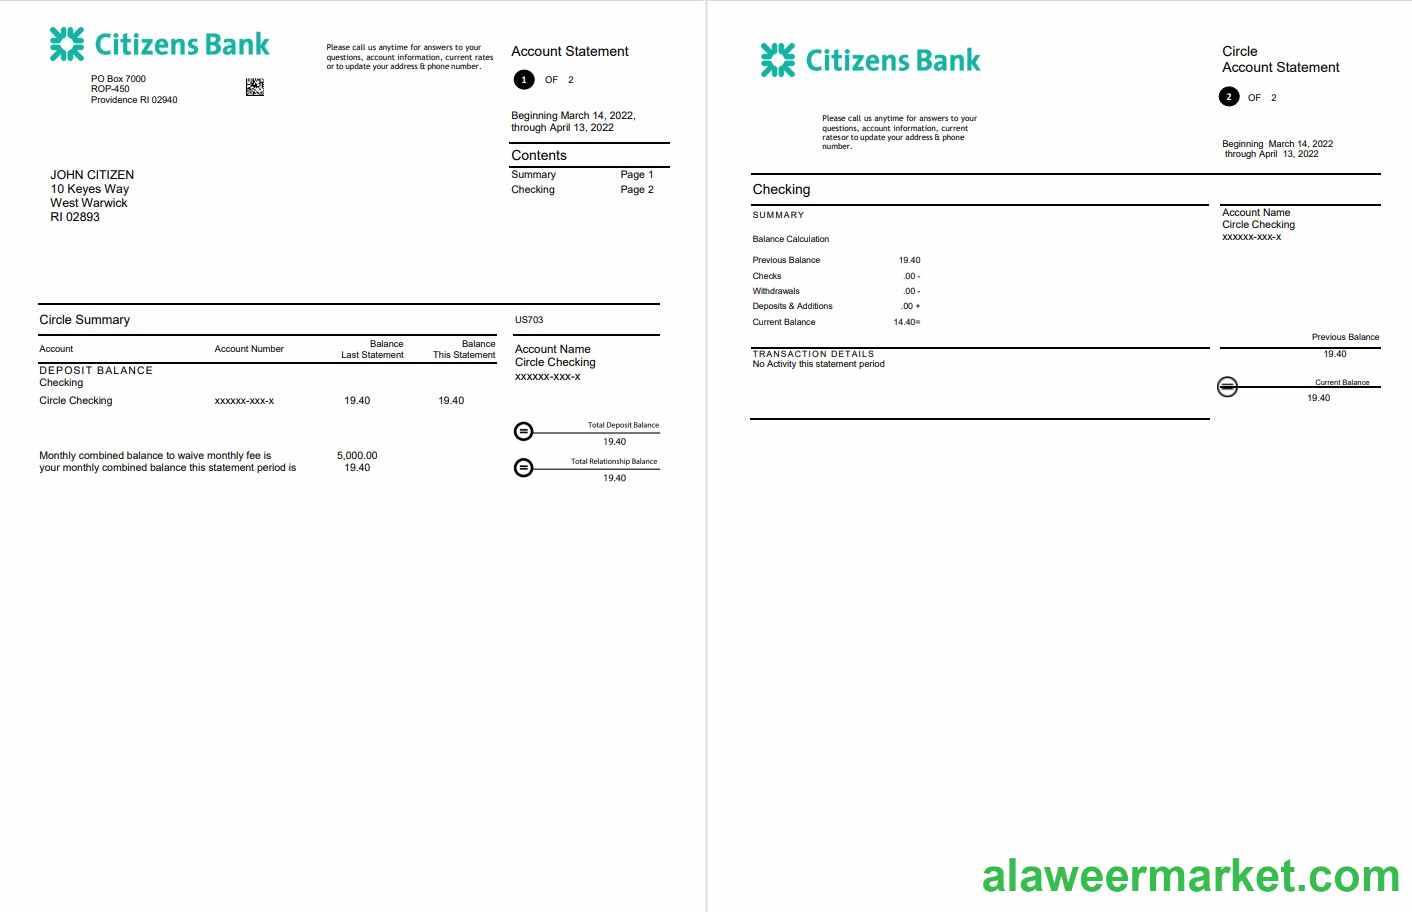 Citizens Bank
PO Box 7000
ROP-450
Providence RI 02940
Please call us anytime for answers to your
questions, account information, current rates
or to update your address & phone number.
Account Statement
1 OF 2
Beginning March 14, 2022,
through April 13, 2022
Contents
Summary Page 1
Checking Page 2
JOHN CITIZEN
10 Keyes Way
West Warwick
RI 02893
Circle Summary
US703
Balance Balance
Account Account Number Last Statement This Statement
DEPOSIT BALANCE
Checking
Circle Checking xxxxxx-xxx-x 19.40 19.40
Monthly combined balance to waive monthly fee is 5,000.00
your monthly combined balance this statement period is 19.40
Account Name
Circle Checking
xxxxxx-xxx-x
Total Deposit Balance
=
19.40
Total Relationship Balance
=
19.40
Citizens Bank
Please call us anytime for answers to your
questions, account information, current
ratesor to update your address & phone
number.
Circle
Account Statement
2 OF 2
Beginning March 14, 2022
through April 13, 2022
Checking
SUMMARY
Balance Calculation
Previous Balance 19.40
Checks .00 -
Withdrawals .00 -
Deposits & Additions .00 +
Current Balance 14.40=
TRANSACTION DETAILS
No Activity this statement period
Account Name
Circle Checking
xxxxxx-xxx-x
Previous Balance
19.40
Current Balance
=
19.40
alaweermarket.com